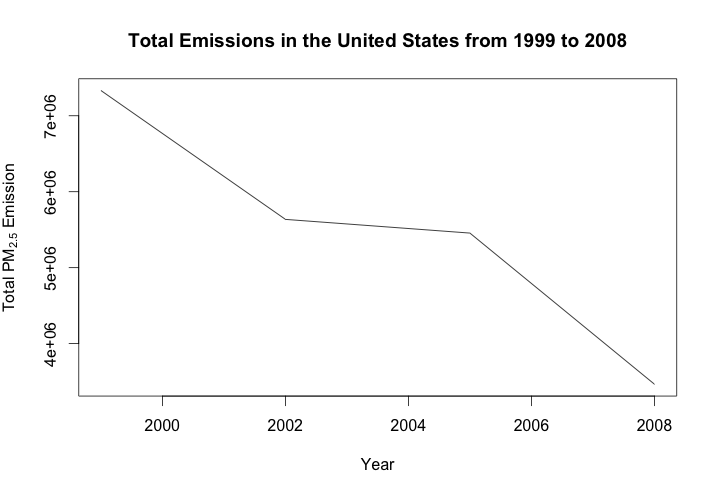 Total Emissions in the United States from 1999 to 2008
Total PM2.5 Emission
7e+06
6e+06
5e+06
4e+06
2000
2002
2004
2006
2008
Year